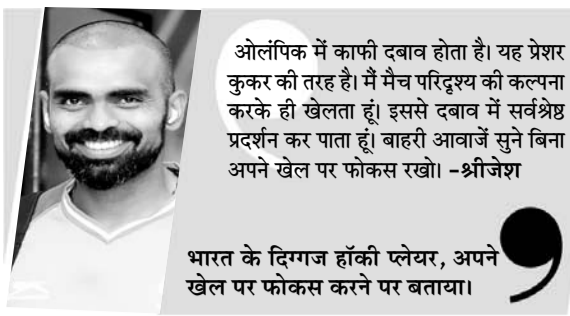 ओलंपिक में काफी दबाव होता है। यह प्रेशर
कुकर की तरह है। मैं मैच परिदृश्य की कल्पना
करके ही खेलता हूं। इससे दबाव में सर्वश्रेष्ठ
प्रदर्शन कर पाता हूं। बाहरी आवाजें सुने बिना
अपने खेल पर फोकस रखो। -श्रीजेश
भारत के दिग्गज हॉकी प्लेयर, अपने
खेल पर फोकस करने पर बताया।